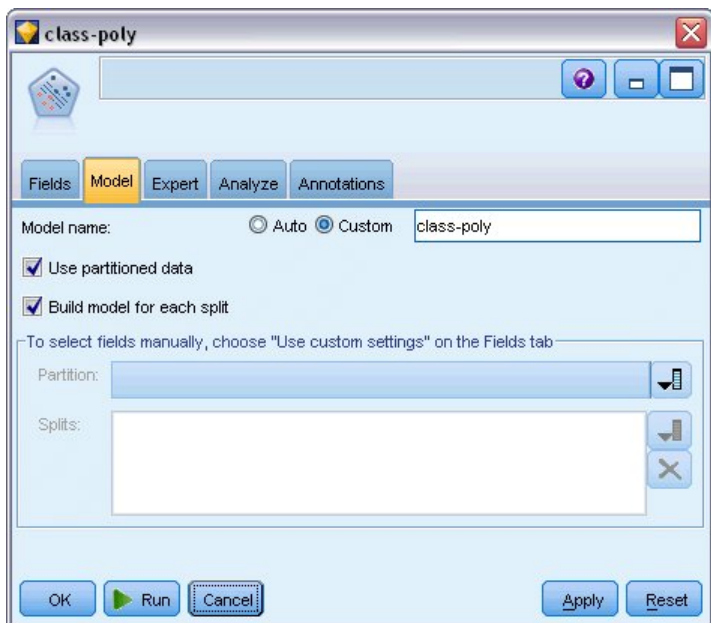 class-poly
Fields Model Expert Analyze Annotations
Model name: Auto Custom class-poly
Use partitioned data
Build model for each split
To select fields manually, choose "Use custom settings" on the Fields tab
Partition:
Splits:
OK Run Cancel Apply Reset